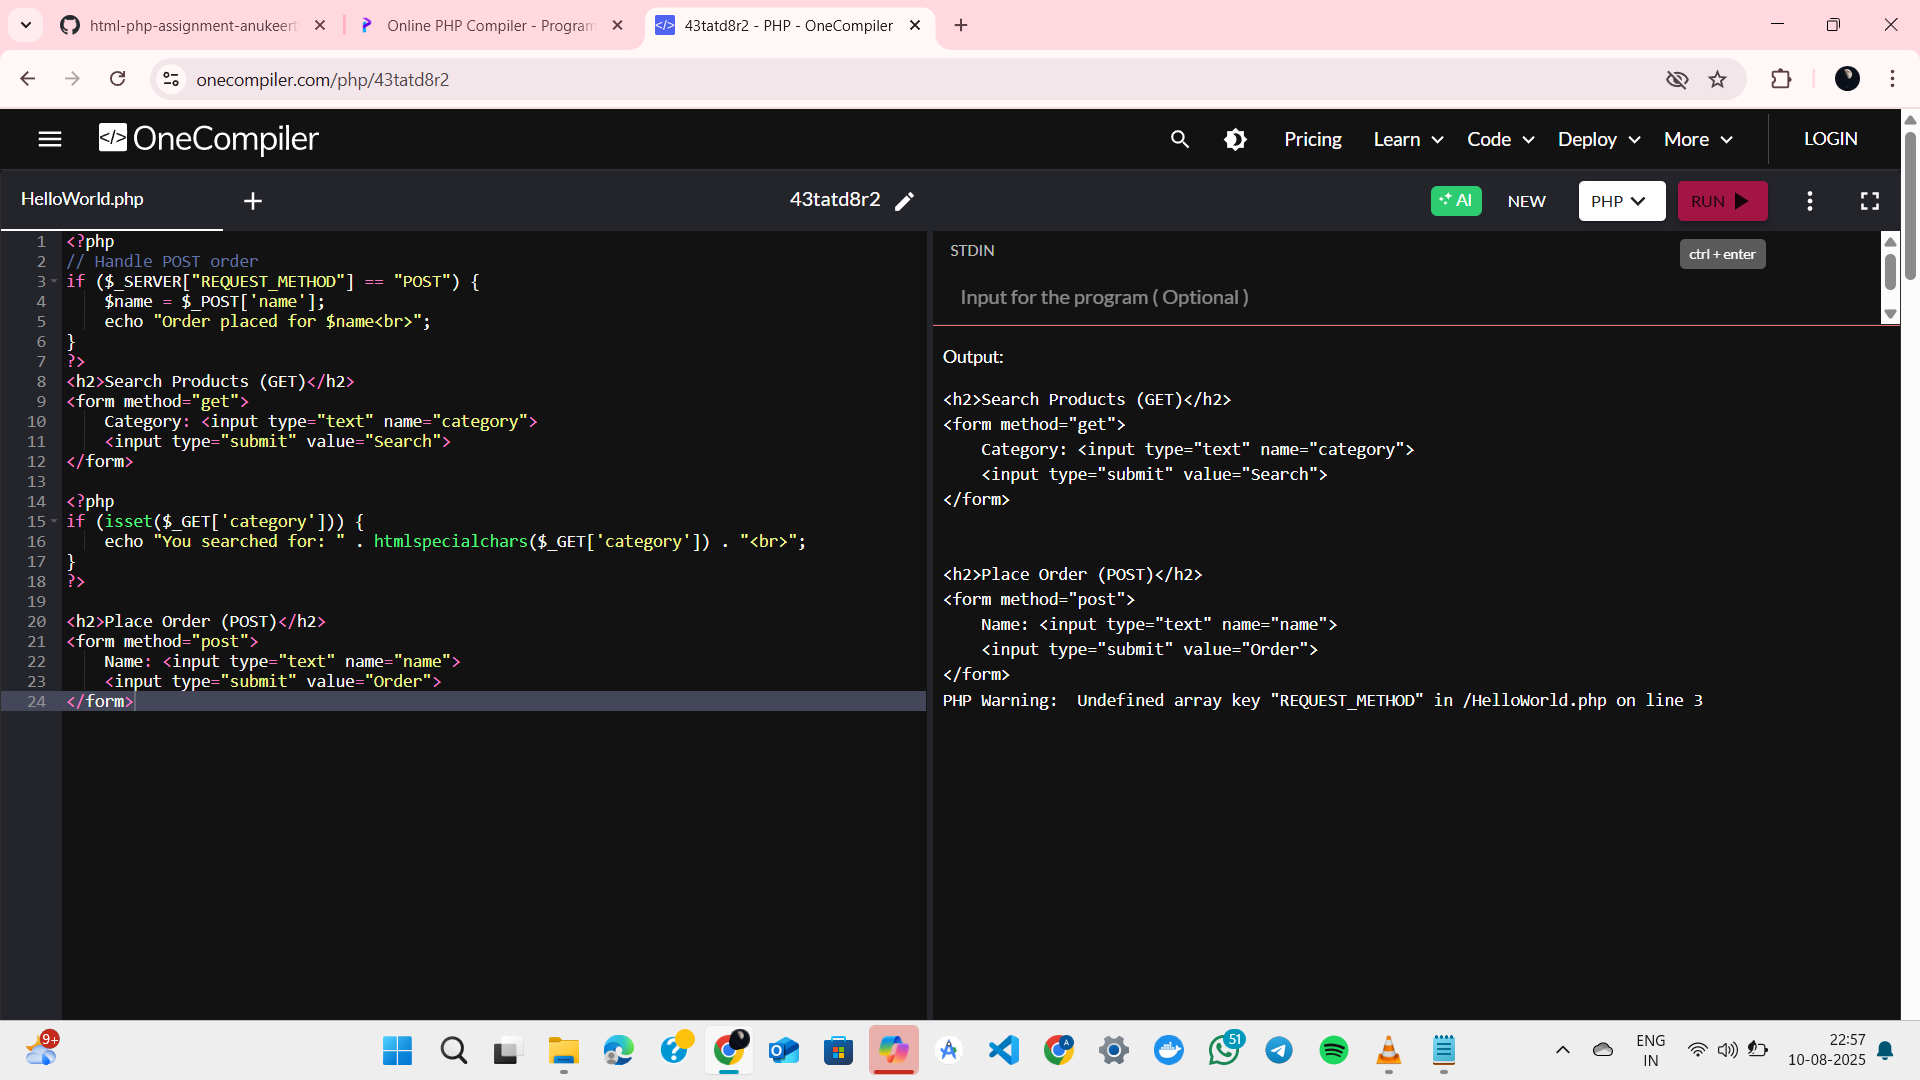 html-php-assignment-anukeert
Online PHP Compiler - Program
43tatd8r2 - PHP - OneCompiler
onecompiler.com/php/43tatd8r2
</> OneCompiler
Pricing
Learn
Code
Deploy
More
LOGIN
HelloWorld.php
43tatd8r2
AI
NEW
PHP
RUN
ctrl + enter
1 <?php
2 // Handle POST order
3 if ($_SERVER["REQUEST_METHOD"] == "POST") {
4     $name = $_POST['name'];
5     echo "Order placed for $name<br>";
6 }
7 ?>
8 <h2>Search Products (GET)</h2>
9 <form method="get">
10     Category: <input type="text" name="category">
11     <input type="submit" value="Search">
12 </form>
13
14 <?php
15 if (isset($_GET['category'])) {
16     echo "You searched for: " . htmlspecialchars($_GET['category']) . "<br>";
17 }
18 ?>
19
20 <h2>Place Order (POST)</h2>
21 <form method="post">
22     Name: <input type="text" name="name">
23     <input type="submit" value="Order">
24 </form>
STDIN
Input for the program ( Optional )
Output:
<h2>Search Products (GET)</h2>
<form method="get">
    Category: <input type="text" name="category">
    <input type="submit" value="Search">
</form>
<h2>Place Order (POST)</h2>
<form method="post">
    Name: <input type="text" name="name">
    <input type="submit" value="Order">
</form>
PHP Warning:  Undefined array key "REQUEST_METHOD" in /HelloWorld.php on line 3
9+
51
ENG
IN
22:57
10-08-2025